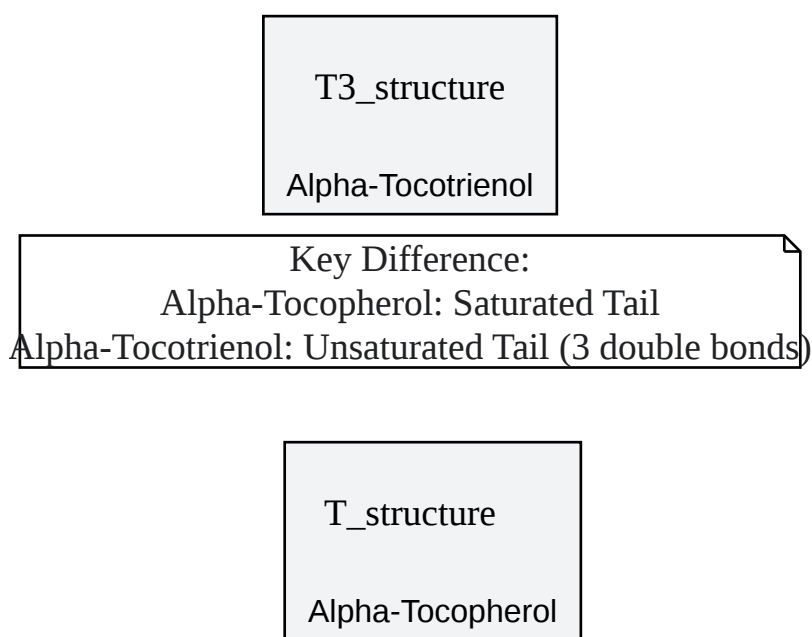 T3_structure
Alpha-Tocotrienol
Key Difference:
Alpha-Tocopherol: Saturated Tail
Alpha-Tocotrienol: Unsaturated Tail (3 double bonds)
T_structure
Alpha-Tocopherol